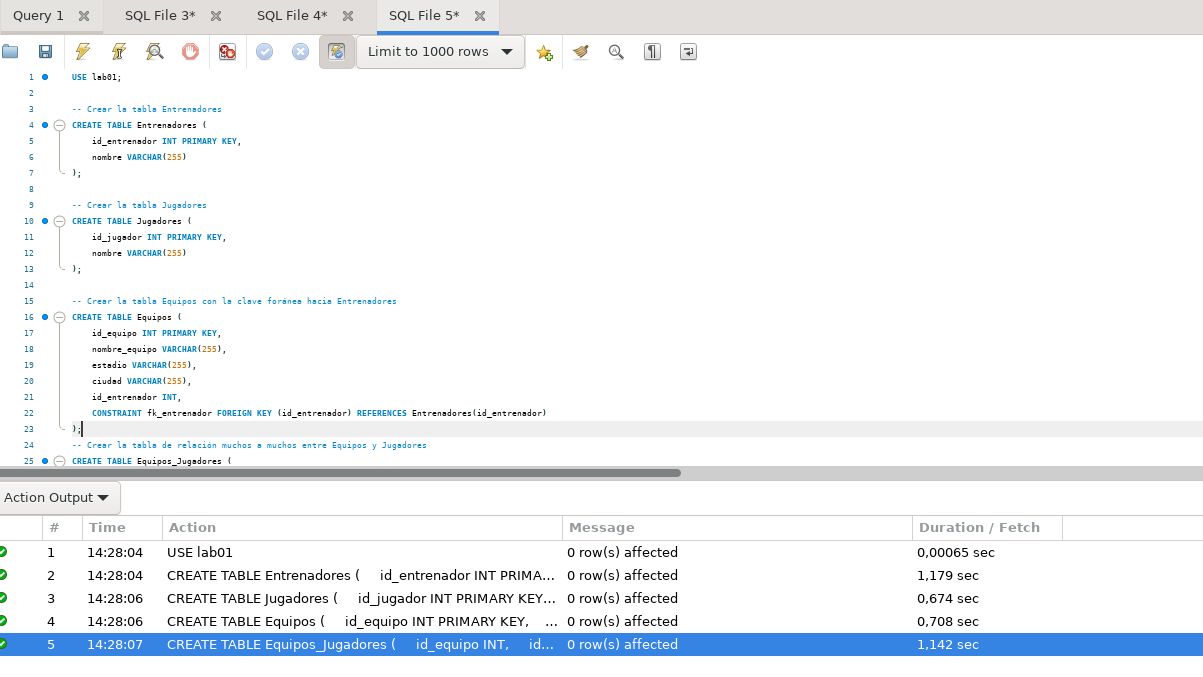 Query 1 SQL File 3* SQL File 4* SQL File 5*
Limit to 1000 rows
1 USE lab01;
2
3 -- Crear la tabla Entrenadores
4 CREATE TABLE Entrenadores (
5 id_entrenador INT PRIMARY KEY,
6 nombre VARCHAR(255)
7 );
8
9 -- Crear la tabla Jugadores
10 CREATE TABLE Jugadores (
11 id_jugador INT PRIMARY KEY,
12 nombre VARCHAR(255)
13 );
14
15 -- Crear la tabla Equipos con la clave foránea hacia Entrenadores
16 CREATE TABLE Equipos (
17 id_equipo INT PRIMARY KEY,
18 nombre_equipo VARCHAR(255),
19 estadio VARCHAR(255),
20 ciudad VARCHAR(255),
21 id_entrenador INT,
22 CONSTRAINT fk_entrenador FOREIGN KEY (id_entrenador) REFERENCES Entrenadores(id_entrenador)
23 );
24 -- Crear la tabla de relación muchos a muchos entre Equipos y Jugadores
25 CREATE TABLE Equipos_Jugadores (
Action Output
# Time Action Message Duration / Fetch
1 14:28:04 USE lab01 0 row(s) affected 0,00065 sec
2 14:28:04 CREATE TABLE Entrenadores ( id_entrenador INT PRIMA... 0 row(s) affected 1,179 sec
3 14:28:06 CREATE TABLE Jugadores ( id_jugador INT PRIMARY KEY... 0 row(s) affected 0,674 sec
4 14:28:06 CREATE TABLE Equipos ( id_equipo INT PRIMARY KEY, ... 0 row(s) affected 0,708 sec
5 14:28:07 CREATE TABLE Equipos_Jugadores ( id_equipo INT, id... 0 row(s) affected 1,142 sec